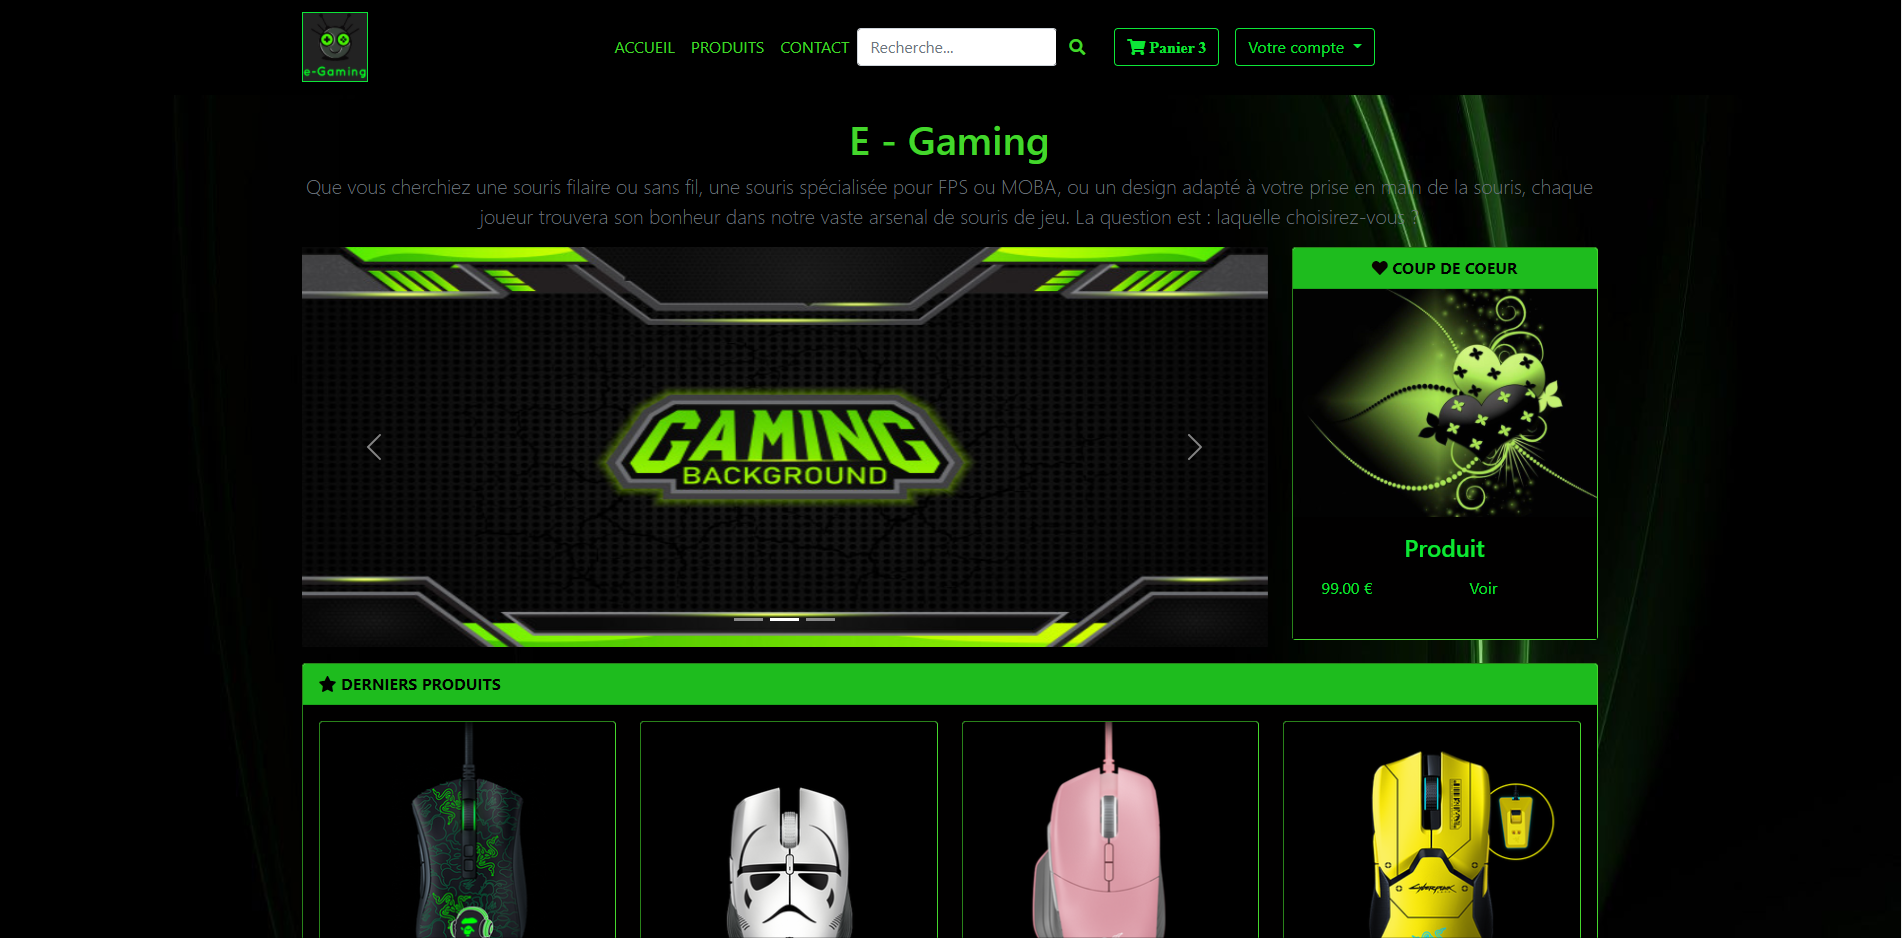 e-Gaming
ACCUEIL PRODUITS CONTACT Recherche... Panier 3 Votre compte
E - Gaming
Que vous cherchiez une souris filaire ou sans fil, une souris spécialisée pour FPS ou MOBA, ou un design adapté à votre prise en main de la souris, chaque
joueur trouvera son bonheur dans notre vaste arsenal de souris de jeu. La question est : laquelle choisirez-vous ?
GAMING
BACKGROUND
COUP DE COEUR
Produit
99.00 € Voir
DERNIERS PRODUITS